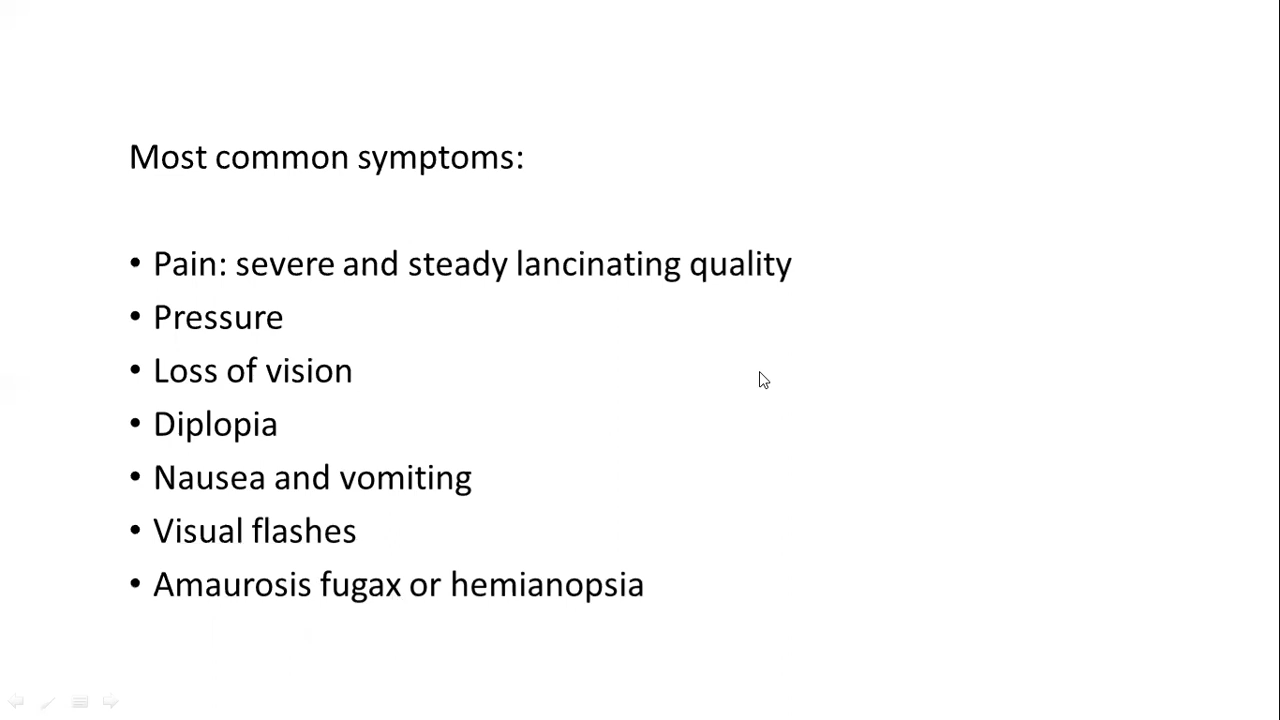 Most common symptoms:
• Pain: severe and steady lancinating quality
• Pressure
• Loss of vision
• Diplopia
• Nausea and vomiting
• Visual flashes
• Amaurosis fugax or hemianopsia